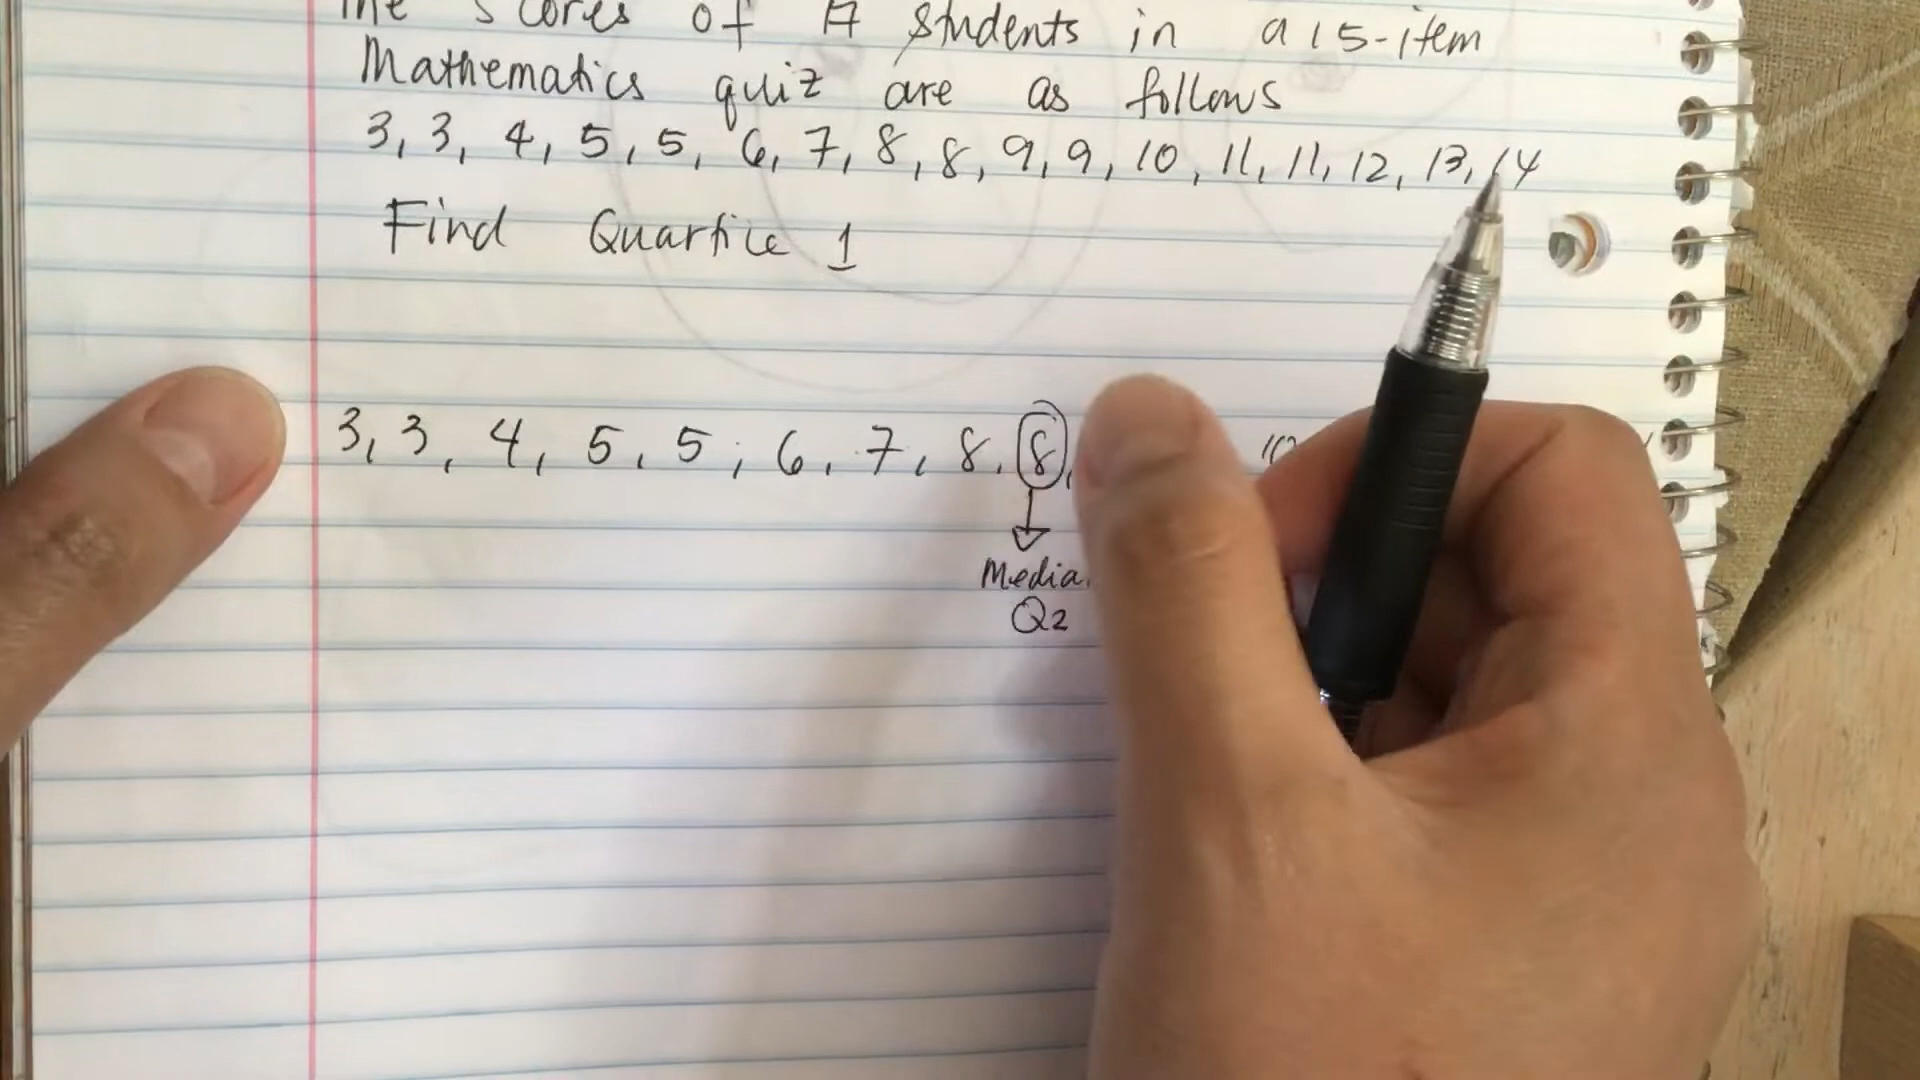 The scores of 17 students in a 15-item
Mathematics quiz are as follows
3, 3, 4, 5, 5, 6, 7, 8, 8, 9, 9, 10, 11, 11, 12, 13, 14
Find Quartile 1
3, 3, 4, 5, 5, 6, 7, 8, 8, 10
Media
Q2